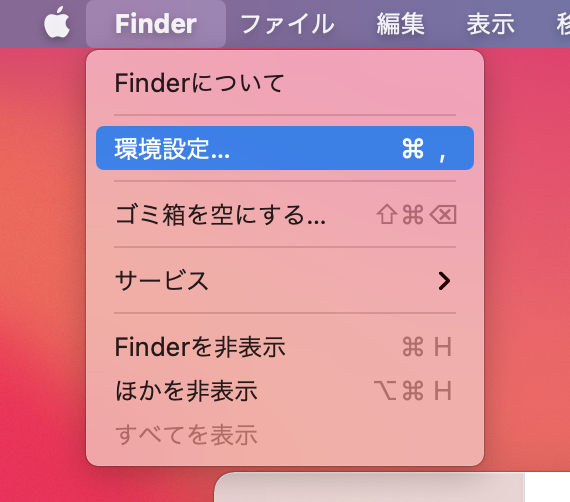 Finder ファイル 編集 表示
Finderについて
環境設定... ⌘ ,
ゴミ箱を空にする... ⇧⌘⌫
サービス
Finderを非表示 ⌘ H
ほかを非表示 ⌥⌘ H
すべてを表示